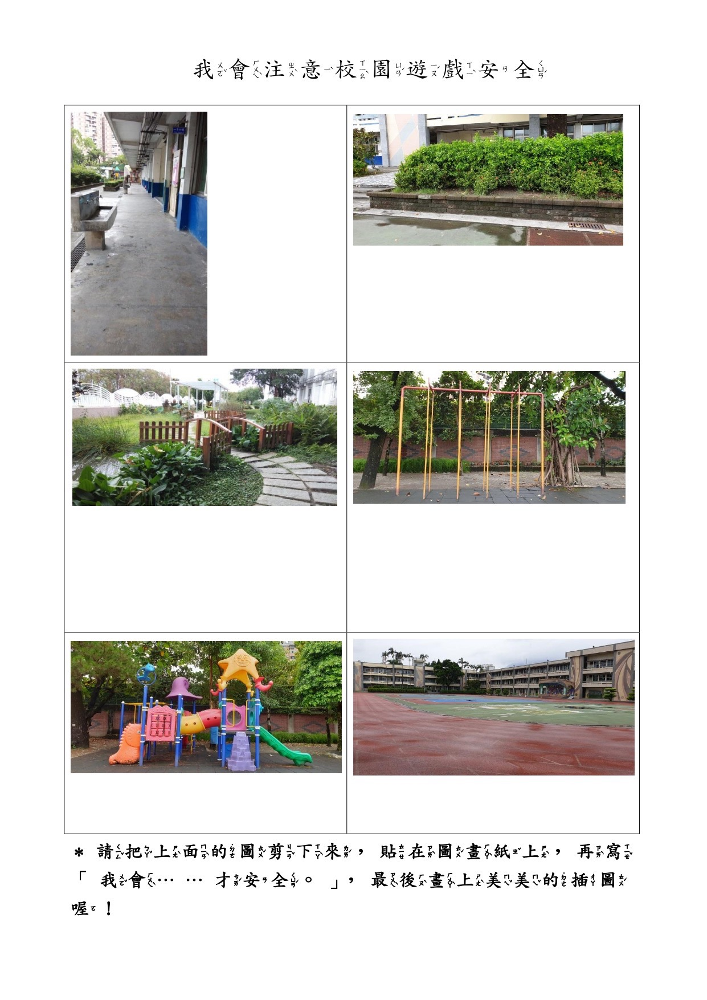 我會注意校園遊戲安全
* 請把上面的圖剪下來，貼在圖畫紙上，再寫
「我會……才安全。」，最後畫上美美的插圖
喔！